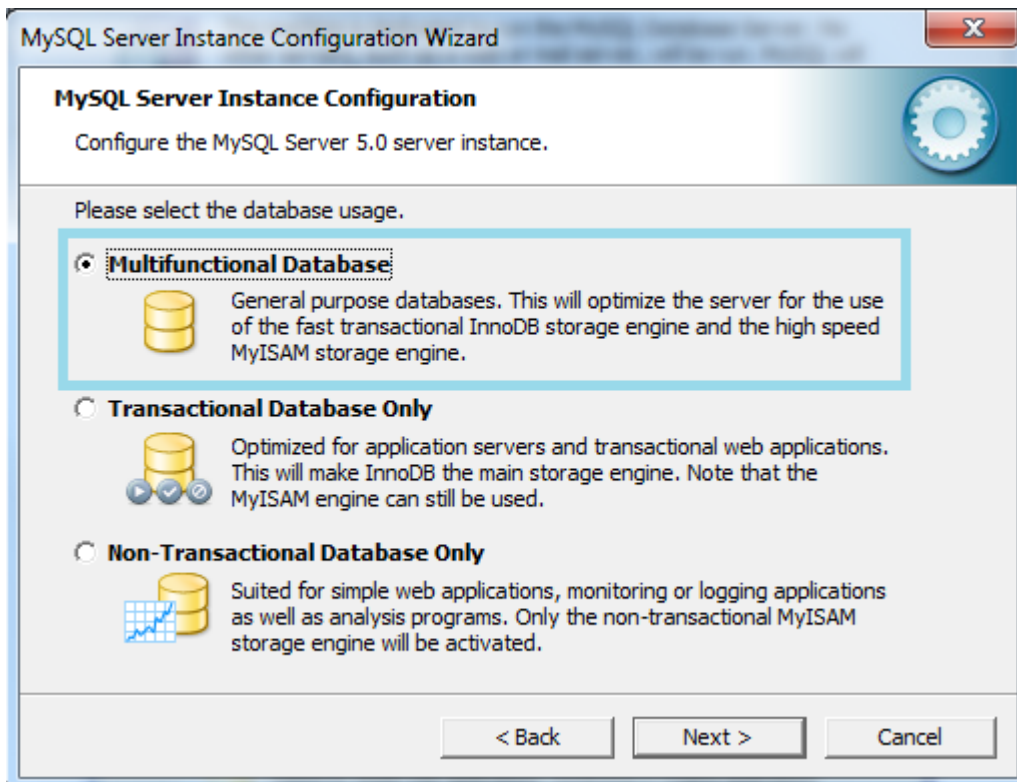 MySQL Server Instance Configuration Wizard
MySQL Server Instance Configuration
Configure the MySQL Server 5.0 server instance.
Please select the database usage.
Multifunctional Database
General purpose databases. This will optimize the server for the use
of the fast transactional InnoDB storage engine and the high speed
MyISAM storage engine.
Transactional Database Only
Optimized for application servers and transactional web applications.
This will make InnoDB the main storage engine. Note that the
MyISAM engine can still be used.
Non-Transactional Database Only
Suited for simple web applications, monitoring or logging applications
as well as analysis programs. Only the non-transactional MyISAM
storage engine will be activated.
< Back Next > Cancel